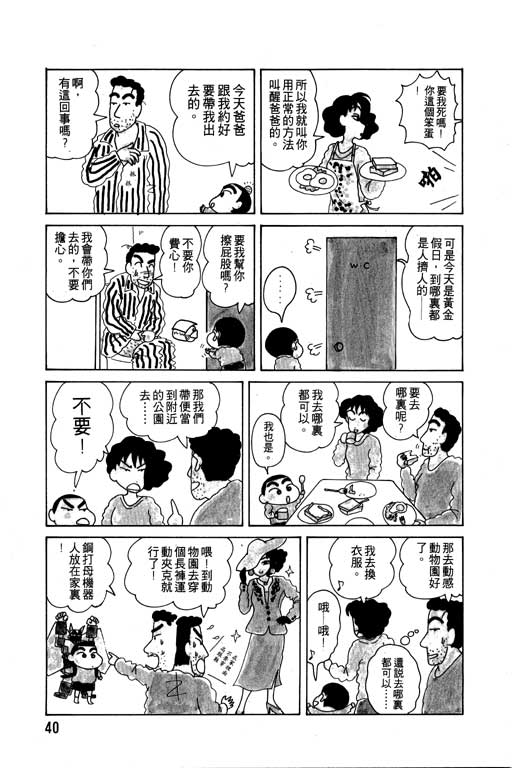 要我死嗎！
你這個笨蛋
！
所以我就叫你
用正常的方法
叫醒爸爸的。
啪
今天爸爸
跟我約好
要帶我出
去的。
啊，
有這回事嗎？
可是今天是黃金
假日，到哪裏都
是人擠人的──
WC
………
要我幫你
擦屁股嗎？
不要你
費心！
我會帶你們
去的，不要
擔心。
要去
哪裏呢？
我去哪裏
都可以。
我也是。
那我們
帶便當
到附近
的公園
去……
不要！
那去動感
動物園好
了。
我去換
衣服。
還說去哪裏
都可以……
哦，
哦！
喂！到動
物園去穿
個長褲運
動夾克就
行了！
鋼打母機器
人放在家裏
！
40